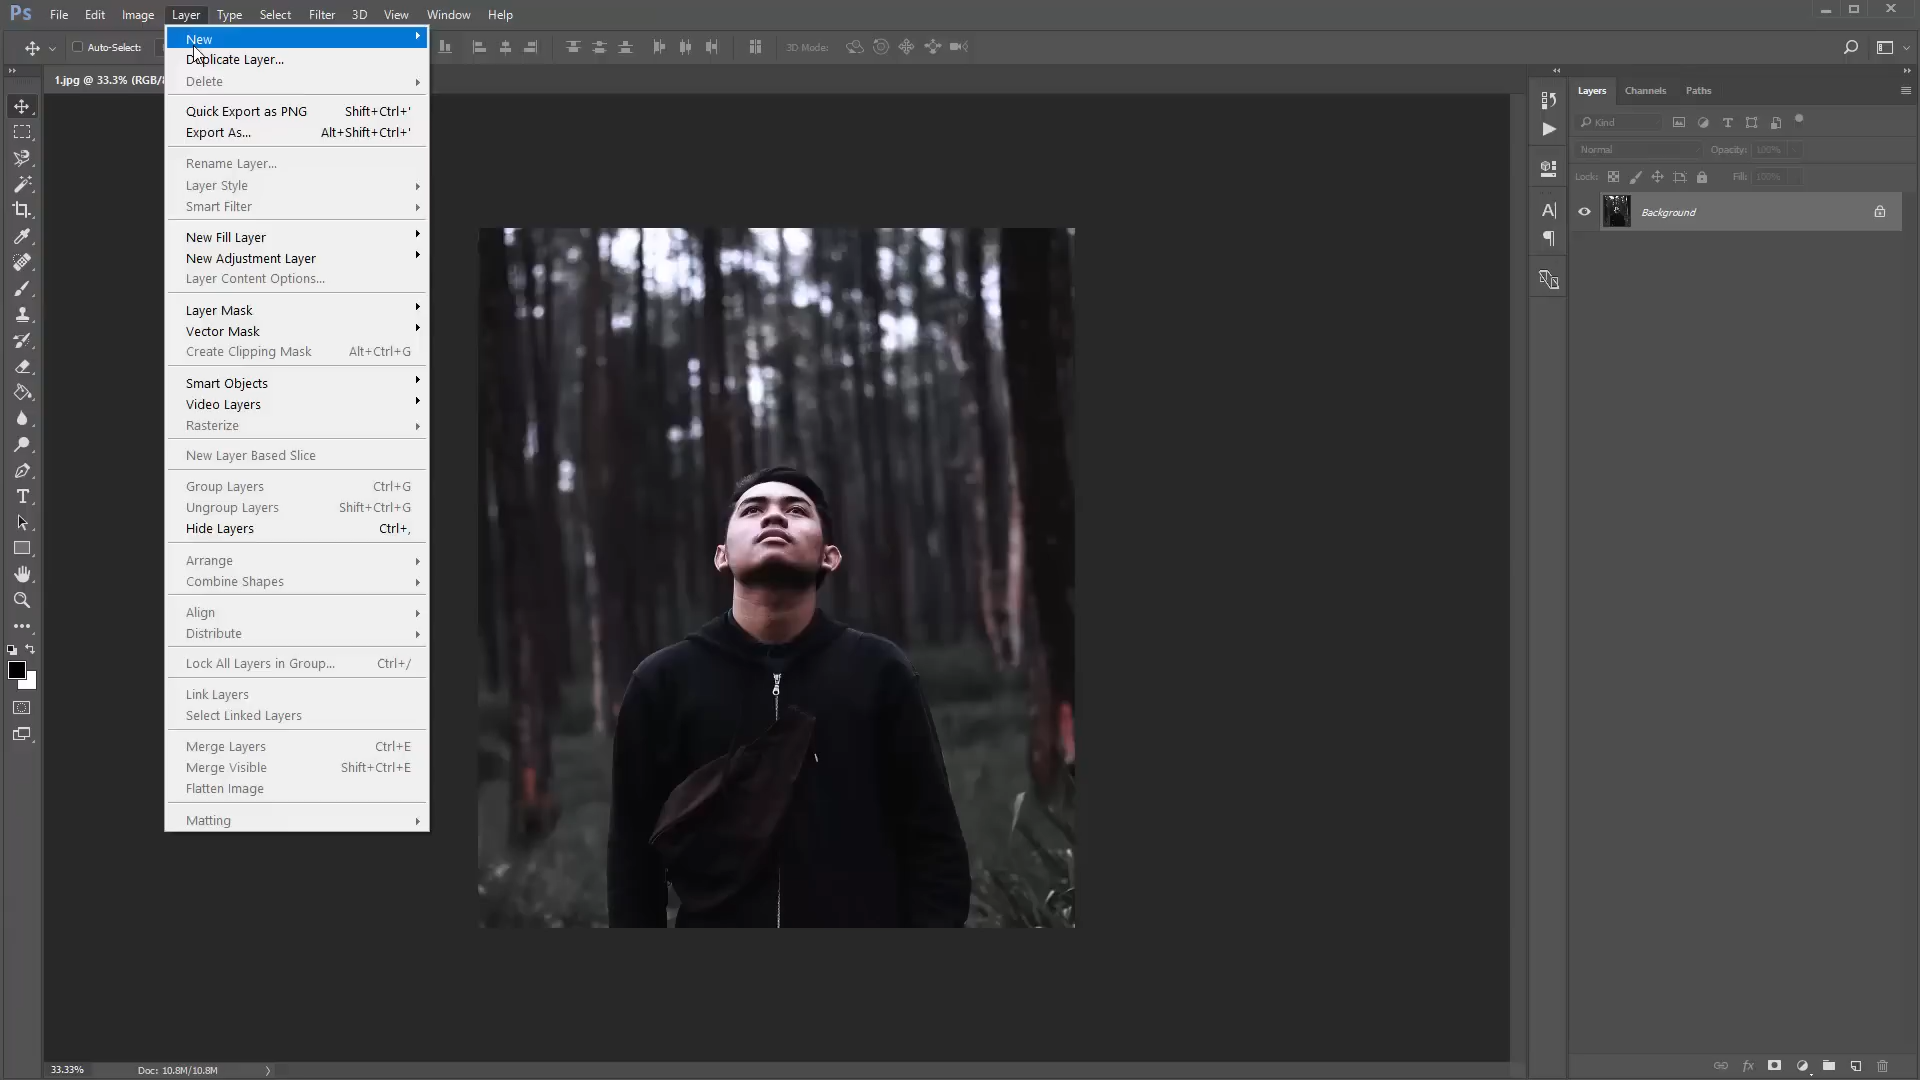 Ps File Edit Image Layer Type Select Filter 3D View Window Help
Auto-Select:
3D Mode:
1.jpg @ 33.3% (RGB/8
New
Duplicate Layer...
Delete
Quick Export as PNG Shift+Ctrl+'
Export As... Alt+Shift+Ctrl+'
Rename Layer...
Layer Style
Smart Filter
New Fill Layer
New Adjustment Layer
Layer Content Options...
Layer Mask
Vector Mask
Create Clipping Mask Alt+Ctrl+G
Smart Objects
Video Layers
Rasterize
New Layer Based Slice
Group Layers Ctrl+G
Ungroup Layers Shift+Ctrl+G
Hide Layers Ctrl+,
Arrange
Combine Shapes
Align
Distribute
Lock All Layers in Group... Ctrl+/
Link Layers
Select Linked Layers
Merge Layers Ctrl+E
Merge Visible Shift+Ctrl+E
Flatten Image
Matting
Layers Channels Paths
Kind
Normal Opacity: 100%
Lock: Fill: 100%
Background
33.33% Doc: 10.8M/10.8M